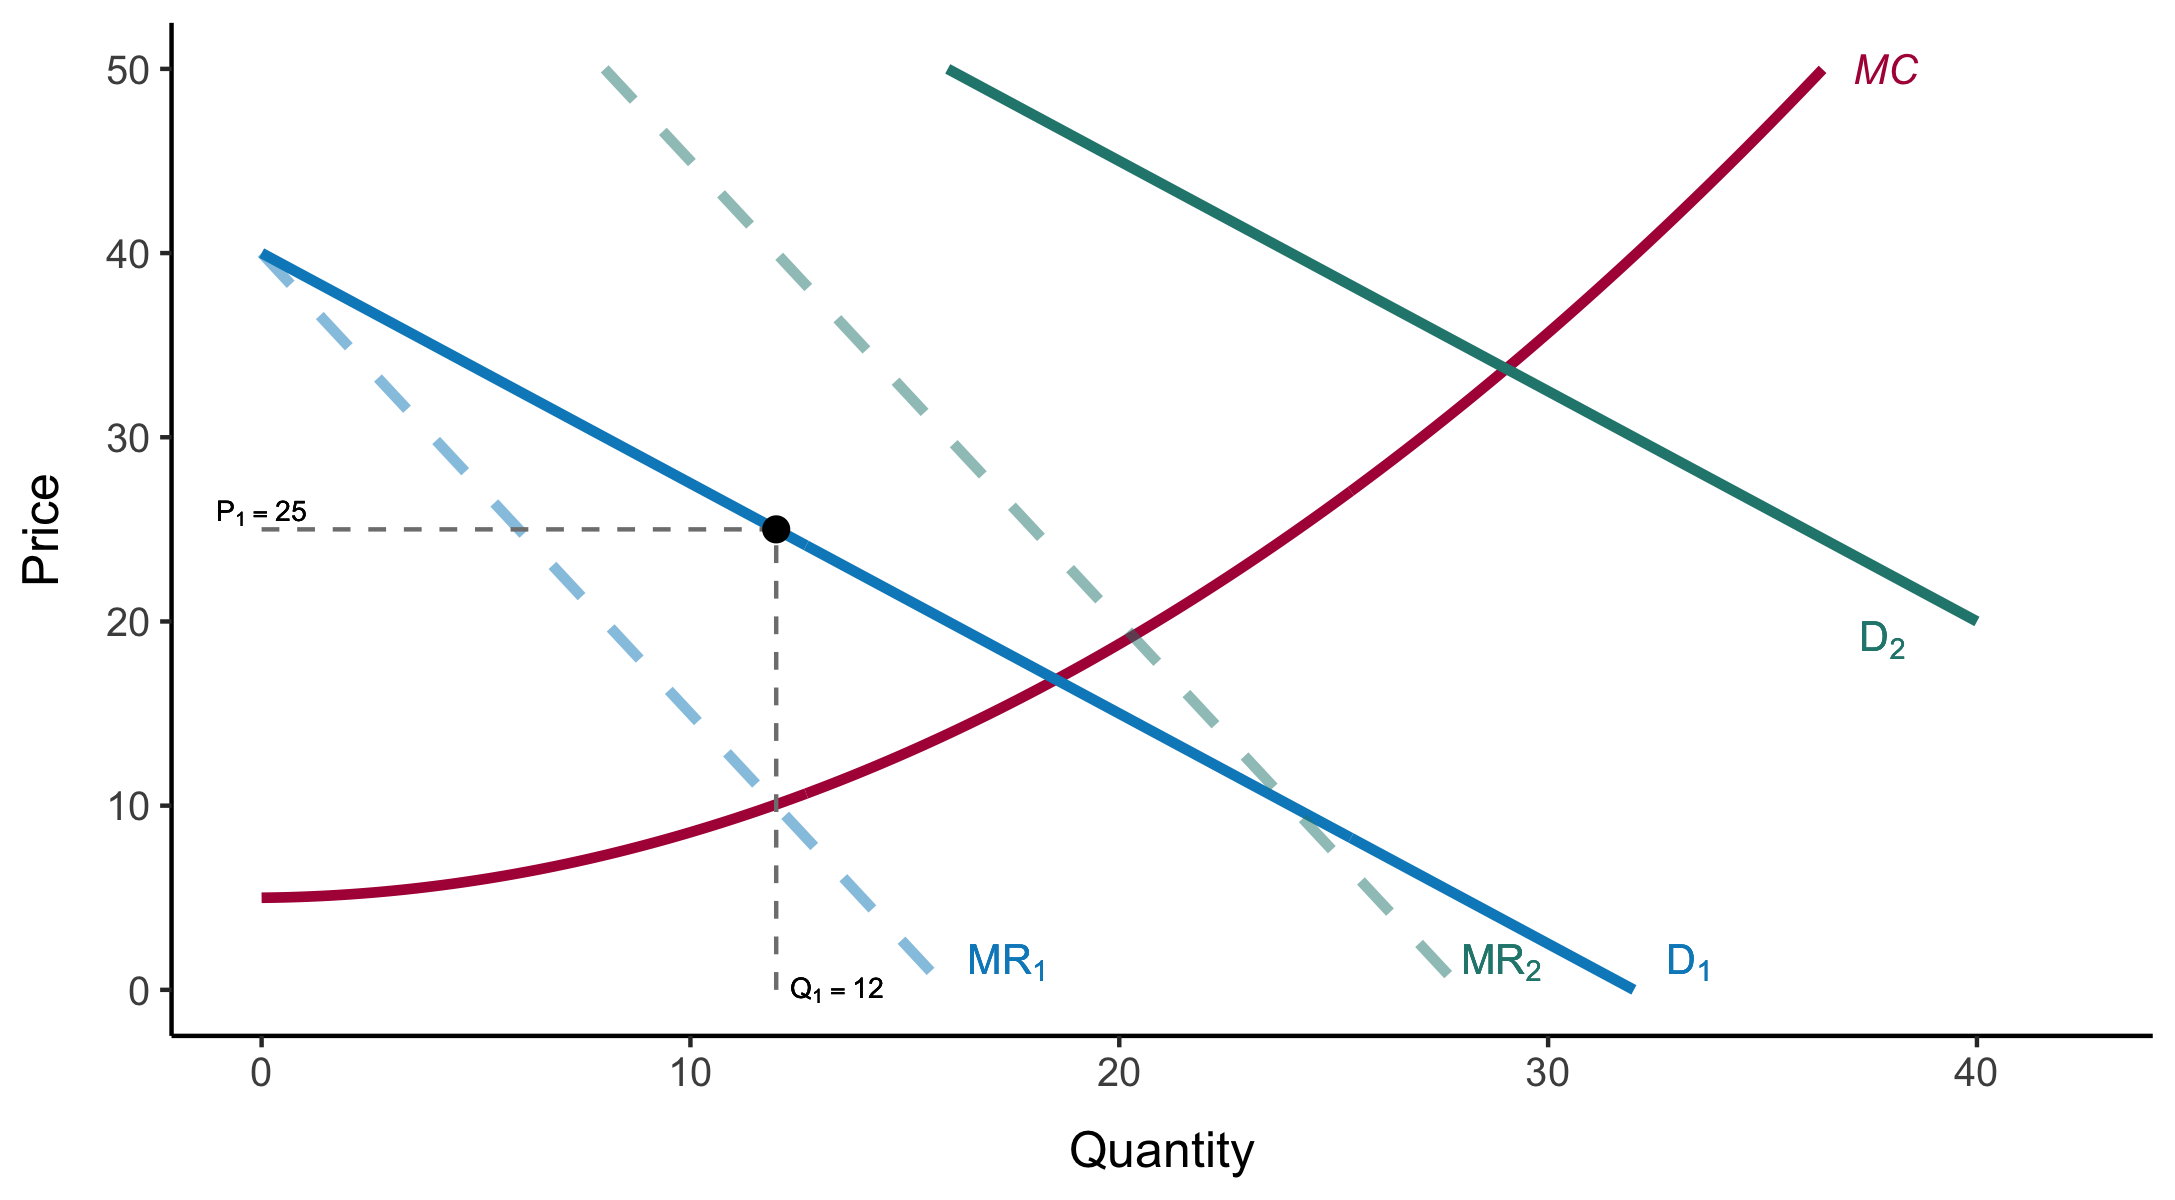 50
MC
40
30
P₁ = 25
Price
20
D₂
10
MR₁
MR₂
D₁
0
Q₁ = 12
0 10 20 30 40
Quantity